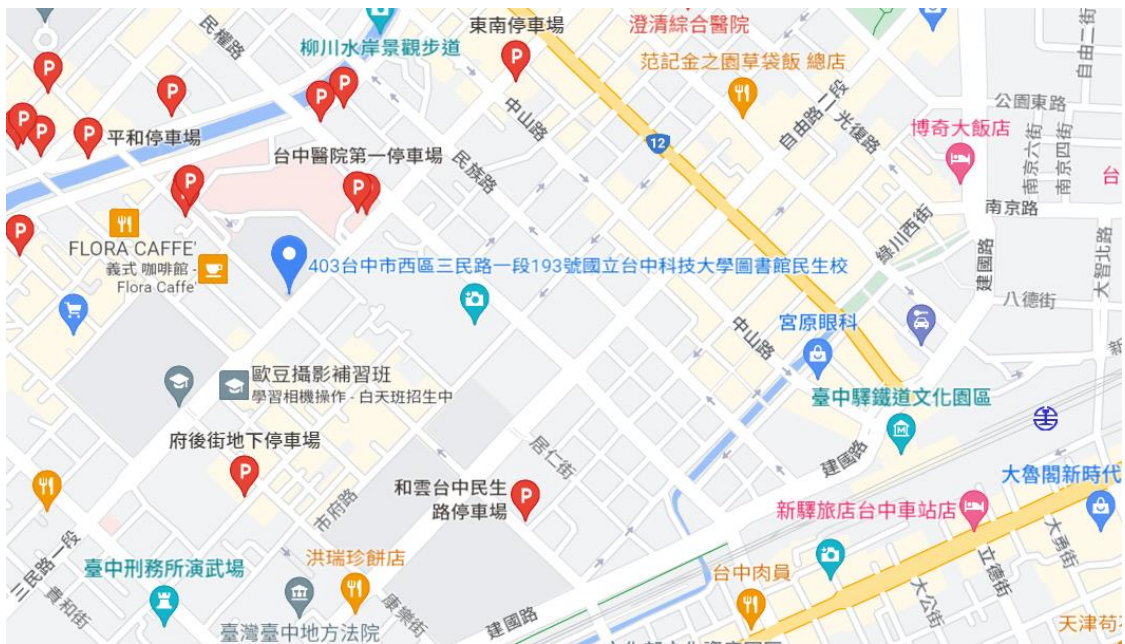 民權路
柳川水岸景觀步道
東南停車場
澄清綜合醫院
范記金之園草袋飯 總店
自由二街
公園東路
平和停車場
中山路
12
自由路二段
光復路
博奇大飯店
南京六街
南京四街
台
台中醫院第一停車場
民族路
南京路
綠川西街
建國路
大智北路
FLORA CAFFE'
義式 咖啡館 -
Flora Caffe'
403台中市西區三民路一段193號國立台中科技大學圖書館民生校
八德街
中山路
宮原眼科
新
歐豆攝影補習班
學習相機操作 - 白天班招生中
臺中驛鐵道文化園區
府後街地下停車場
居仁街
建國路
和雲台中民生
路停車場
大魯閣新時代
市府路
新驛旅店台中車站店
三民路一段
臺中刑務所演武場
洪瑞珍餅店
台中肉員
大勇街
立德街
大公街
貴和街
康樂街
建國路
臺灣臺中地方法院
天津苟